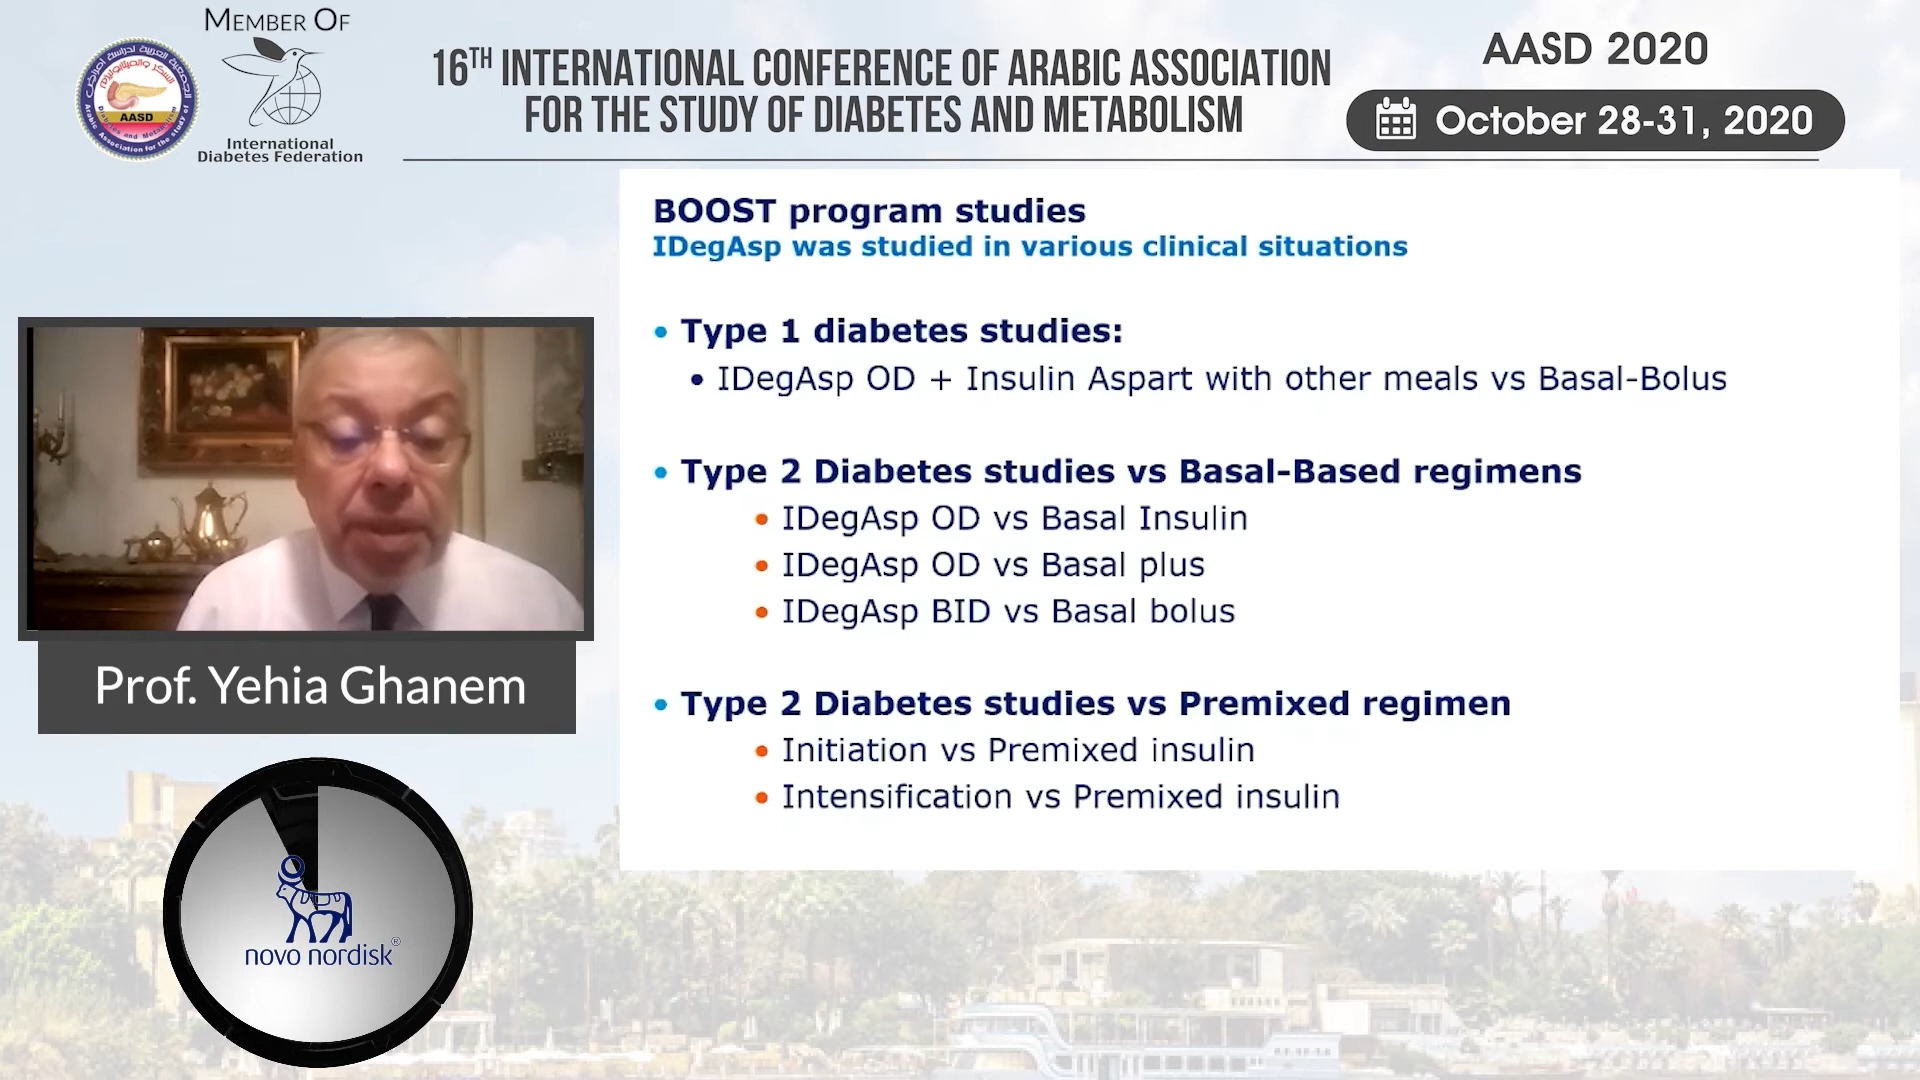 MEMBER OF
AASD
International
Diabetes Federation
16TH INTERNATIONAL CONFERENCE OF ARABIC ASSOCIATION
FOR THE STUDY OF DIABETES AND METABOLISM
AASD 2020
October 28-31, 2020
BOOST program studies
IDegAsp was studied in various clinical situations
• Type 1 diabetes studies:
• IDegAsp OD + Insulin Aspart with other meals vs Basal-Bolus
• Type 2 Diabetes studies vs Basal-Based regimens
• IDegAsp OD vs Basal Insulin
• IDegAsp OD vs Basal plus
• IDegAsp BID vs Basal bolus
• Type 2 Diabetes studies vs Premixed regimen
• Initiation vs Premixed insulin
• Intensification vs Premixed insulin
Prof. Yehia Ghanem
novo nordisk®